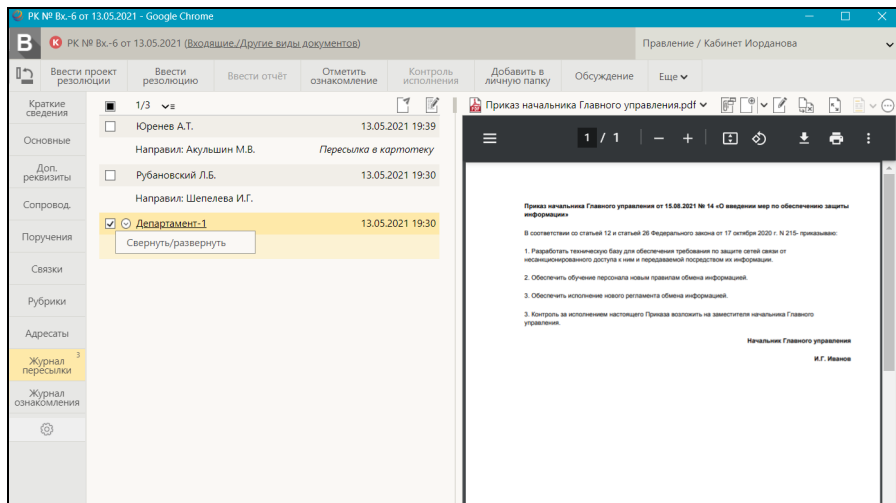 РК № Вх.-6 от 13.05.2021 - Google Chrome
В К РК № Вх.-6 от 13.05.2021 (Входящие./Другие виды документов) Правление / Кабинет Иорданова
Ввести проект резолюции Ввести резолюцию Ввести отчёт Отметить ознакомление Контроль исполнения Добавить в личную папку Обсуждение Еще
Краткие сведения
Основные
Доп. реквизиты
Сопровод.
Поручения
Связки
Рубрики
Адресаты
Журнал пересылки 3
Журнал ознакомления
1/3
Юренев А.Т. 13.05.2021 19:39
Направил: Акульшин М.В. Пересылка в картотеку
Рубановский Л.Б. 13.05.2021 19:30
Направил: Шепелева И.Г.
Департамент-1 13.05.2021 19:30
Свернуть/развернуть
PDF Приказ начальника Главного управления.pdf
1 / 1
Приказ начальника Главного управления от 15.08.2021 № 14 «О введении мер по обеспечению защиты
информации»
В соответствии со статьей 12 и статьей 26 Федерального закона от 17 октября 2020 г. N 215- приказываю:
1. Разработать техническую базу для обеспечения требования по защите сетей связи от
несанкционированного доступа к ним и передаваемой посредством их информации.
2. Обеспечить обучение персонала новым правилам обмена информацией.
3. Обеспечить исполнение нового регламента обмена информацией.
3. Контроль за исполнением настоящего Приказа возложить на заместителя начальника Главного
управления.
Начальник Главного управления
И.Г. Иванов